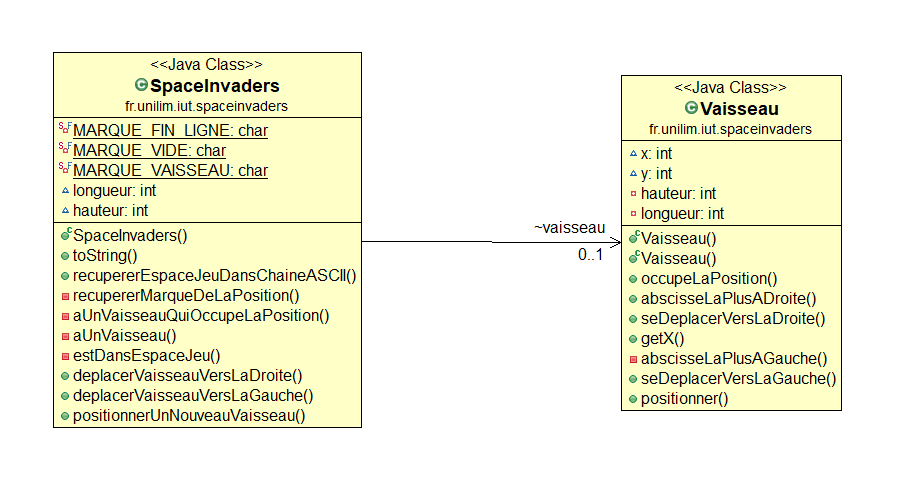 <<Java Class>>
SpaceInvaders
fr.unilim.iut.spaceinvaders
MARQUE_FIN_LIGNE: char
MARQUE_VIDE: char
MARQUE_VAISSEAU: char
longueur: int
hauteur: int
SpaceInvaders()
toString()
recupererEspaceJeuDansChaineASCII()
recupererMarqueDeLaPosition()
aUnVaisseauQuiOccupeLaPosition()
aUnVaisseau()
estDansEspaceJeu()
deplacerVaisseauVersLaDroite()
deplacerVaisseauVersLaGauche()
positionnerUnNouveauVaisseau()
~vaisseau
0..1
<<Java Class>>
Vaisseau
fr.unilim.iut.spaceinvaders
x: int
y: int
hauteur: int
longueur: int
Vaisseau()
Vaisseau()
occupeLaPosition()
abscisseLaPlusADroite()
seDeplacerVersLaDroite()
getX()
abscisseLaPlusAGauche()
seDeplacerVersLaGauche()
positionner()